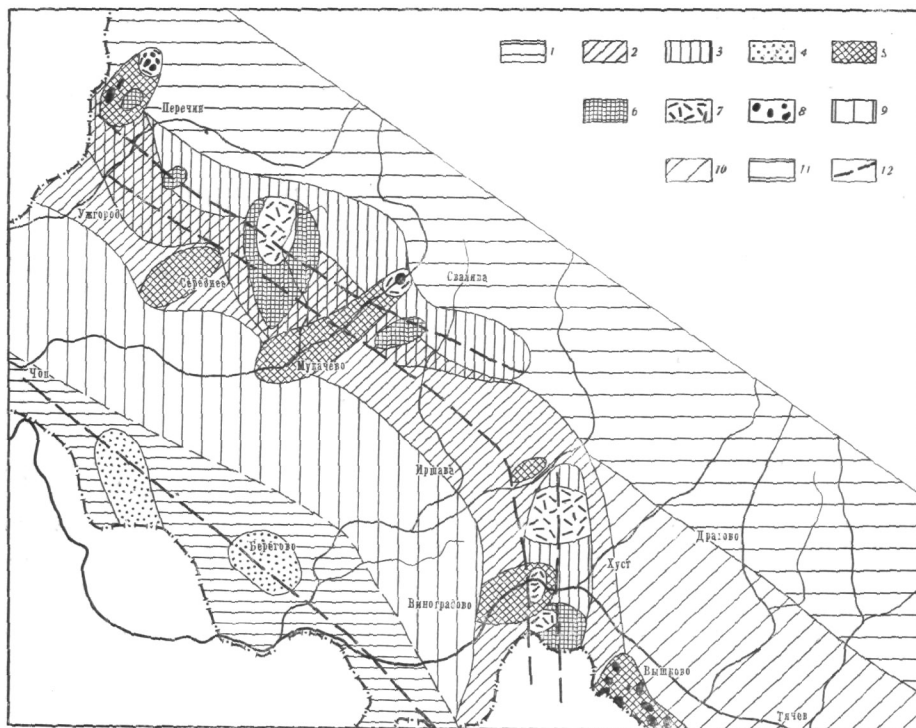 1 2 3 4 5
6 7 8 9
10 11 12
Перечин
Ужгород
Свалява
Середнее
Мукачево
Чоп
Иршава
Драгово
Берегово
Хуст
Виноградово
Вышково
Тячев